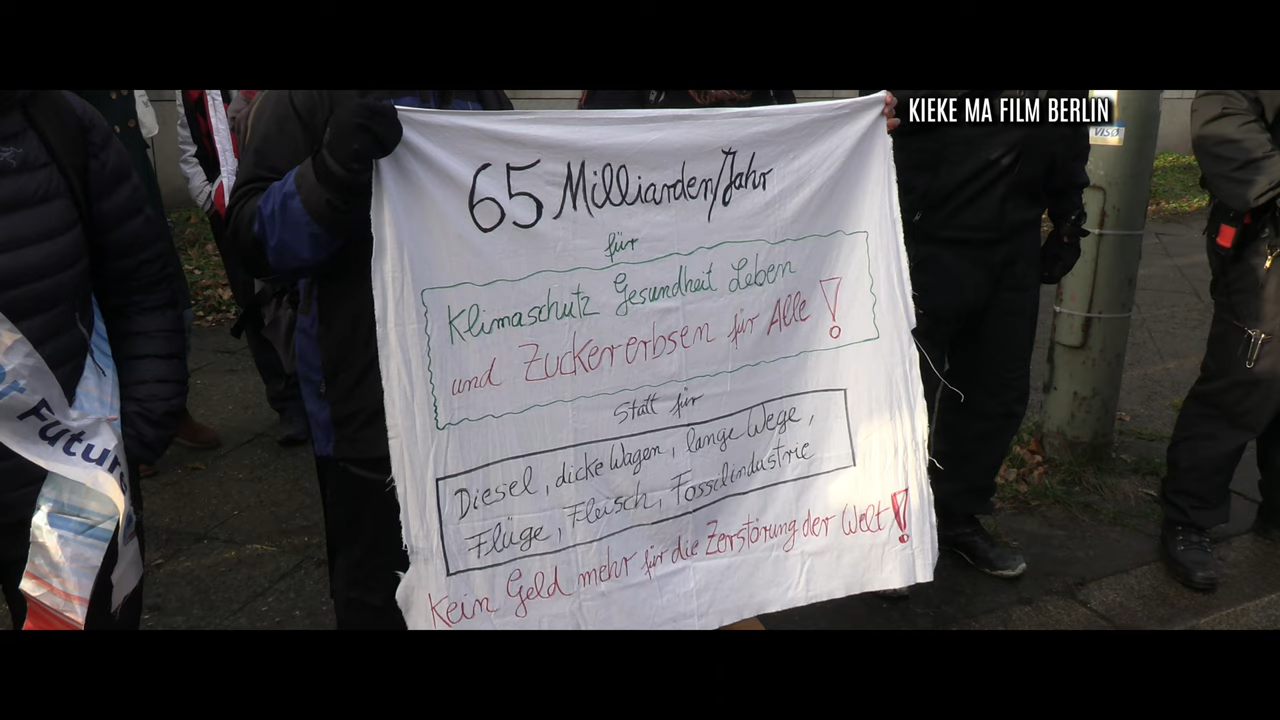 KIEKE MA FILM BERLIN
VISO
65 Milliarden/Jahr
für
Klimaschutz Gesundheit Leben
und Zuckererbsen für Alle!
Statt für
Diesel, dicke Wagen, lange Wege,
Flüge, Fleisch, Fossilindustrie
Kein Geld mehr für die Zerstörung der Welt!
Future